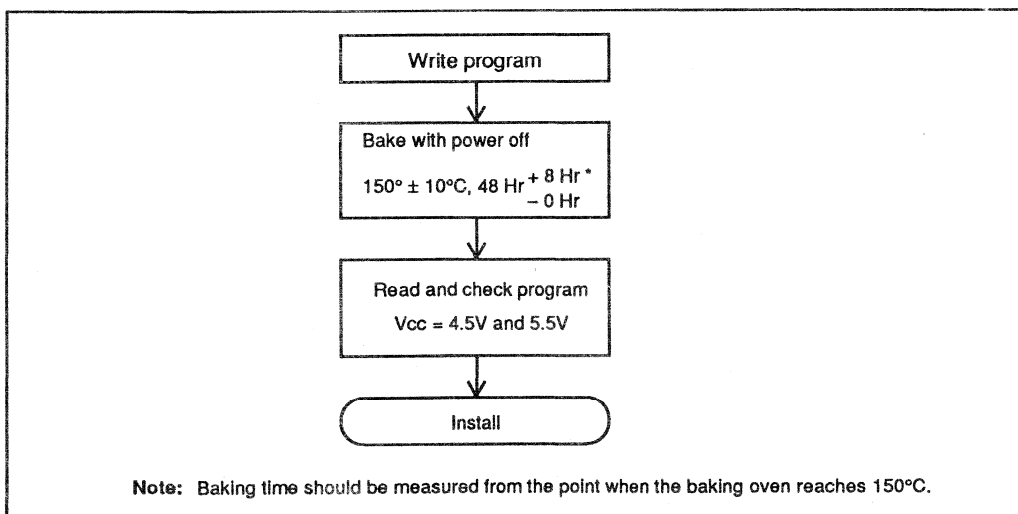 Write program
Bake with power off
150° ± 10°C, 48 Hr + 8 Hr *
– 0 Hr
Read and check program
Vcc = 4.5V and 5.5V
Install
Note: Baking time should be measured from the point when the baking oven reaches 150°C.